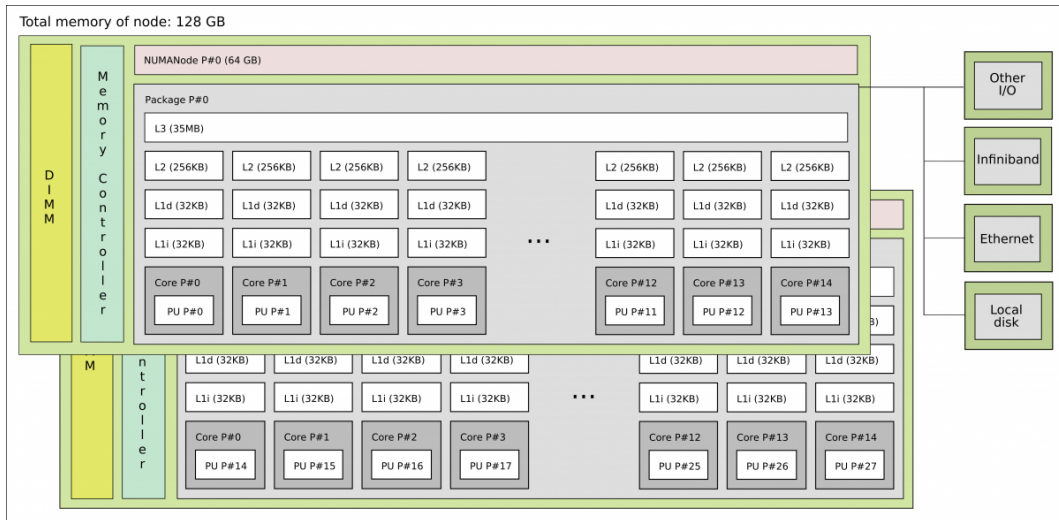 Total memory of node: 128 GB
NUMANode P#0 (64 GB)
Package P#0
L3 (35MB)
L2 (256KB) L2 (256KB) L2 (256KB) L2 (256KB) L2 (256KB) L2 (256KB) L2 (256KB)
L1d (32KB) L1d (32KB) L1d (32KB) L1d (32KB) L1d (32KB) L1d (32KB) L1d (32KB)
L1i (32KB) L1i (32KB) L1i (32KB) L1i (32KB) ... L1i (32KB) L1i (32KB) L1i (32KB)
Core P#0 Core P#1 Core P#2 Core P#3 Core P#12 Core P#13 Core P#14
PU P#0 PU P#1 PU P#2 PU P#3 PU P#11 PU P#12 PU P#13
DIMM
Memory Controller
Other
I/O
Infiniband
Ethernet
Local
disk
M
ntroller
L1d (32KB) L1d (32KB) L1d (32KB) L1d (32KB) L1d (32KB) L1d (32KB) L1d (32KB)
L1i (32KB) L1i (32KB) L1i (32KB) L1i (32KB) ... L1i (32KB) L1i (32KB) L1i (32KB)
Core P#0 Core P#1 Core P#2 Core P#3 Core P#12 Core P#13 Core P#14
PU P#14 PU P#15 PU P#16 PU P#17 PU P#25 PU P#26 PU P#27